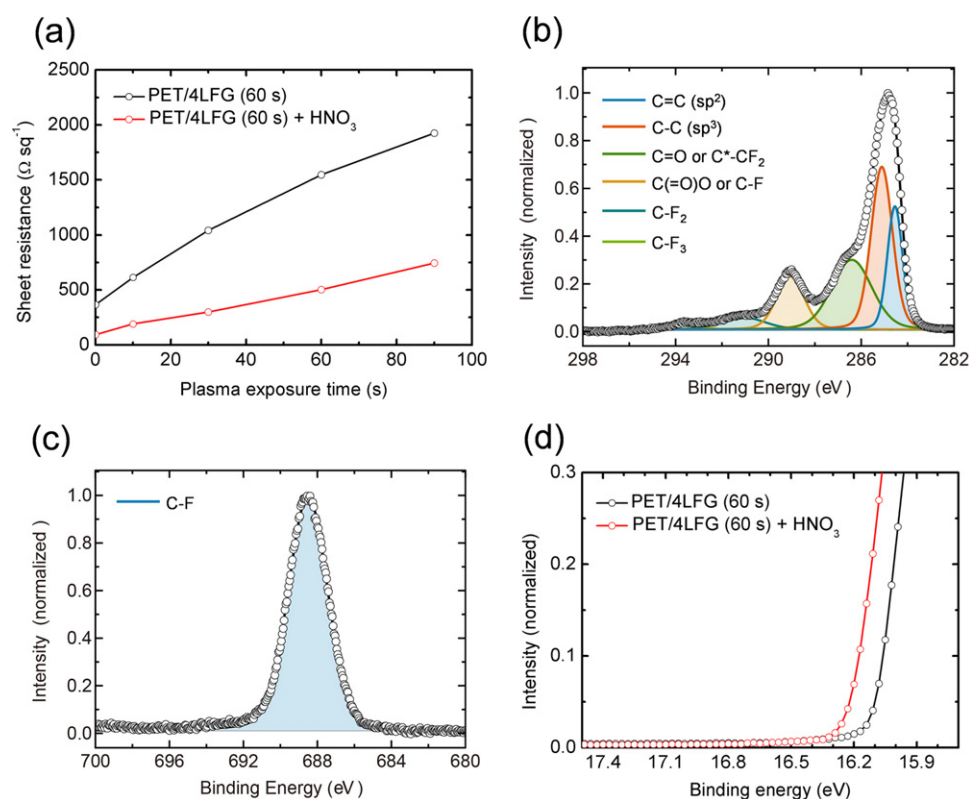 (a)
Sheet resistance (Ω sq⁻¹)
2500
2000
1500
1000
500
0
PET/4LFG (60 s)
PET/4LFG (60 s) + HNO₃
0 20 40 60 80 100
Plasma exposure time (s)
(b)
Intensity (normalized)
1.0
0.8
0.6
0.4
0.2
0.0
C=C (sp²)
C-C (sp³)
C=O or C*-CF₂
C(=O)O or C-F
C-F₂
C-F₃
298 294 290 286 282
Binding Energy (eV)
(c)
Intensity (normalized)
1.0
0.8
0.6
0.4
0.2
0.0
C-F
700 696 692 688 684 680
Binding Energy (eV)
(d)
Intensity (normalized)
0.3
0.2
0.1
0.0
PET/4LFG (60 s)
PET/4LFG (60 s) + HNO₃
17.4 17.1 16.8 16.5 16.2 15.9
Binding energy (eV)